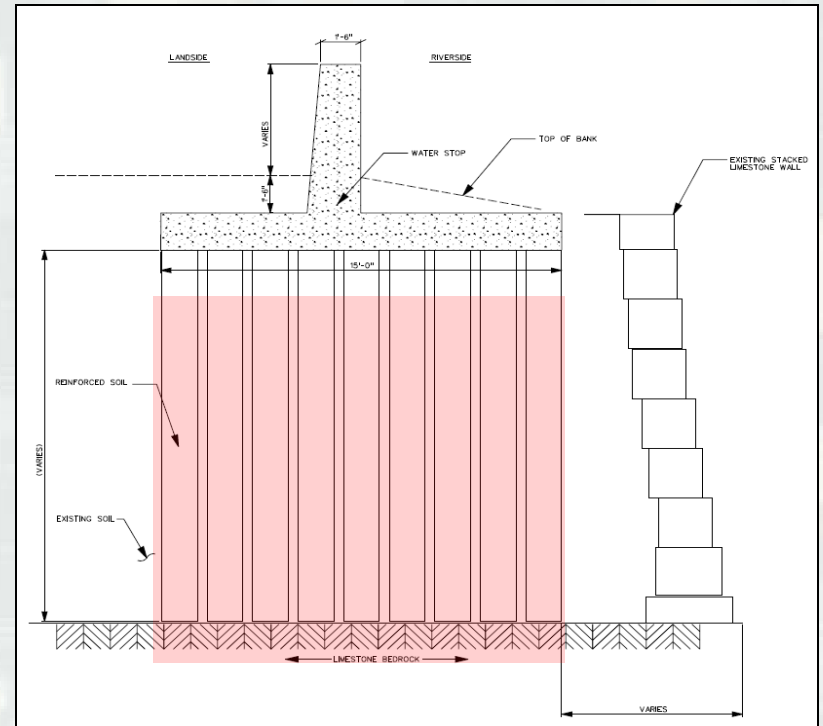 1'-6"
LANDSIDE
RIVERSIDE
VARIES
WATER STOP
TOP OF BANK
EXISTING STACKED
LIMESTONE WALL
1'-6"
15'-0"
REINFORCED SOIL
(VARIES)
EXISTING SOIL
LIMESTONE BEDROCK
VARIES